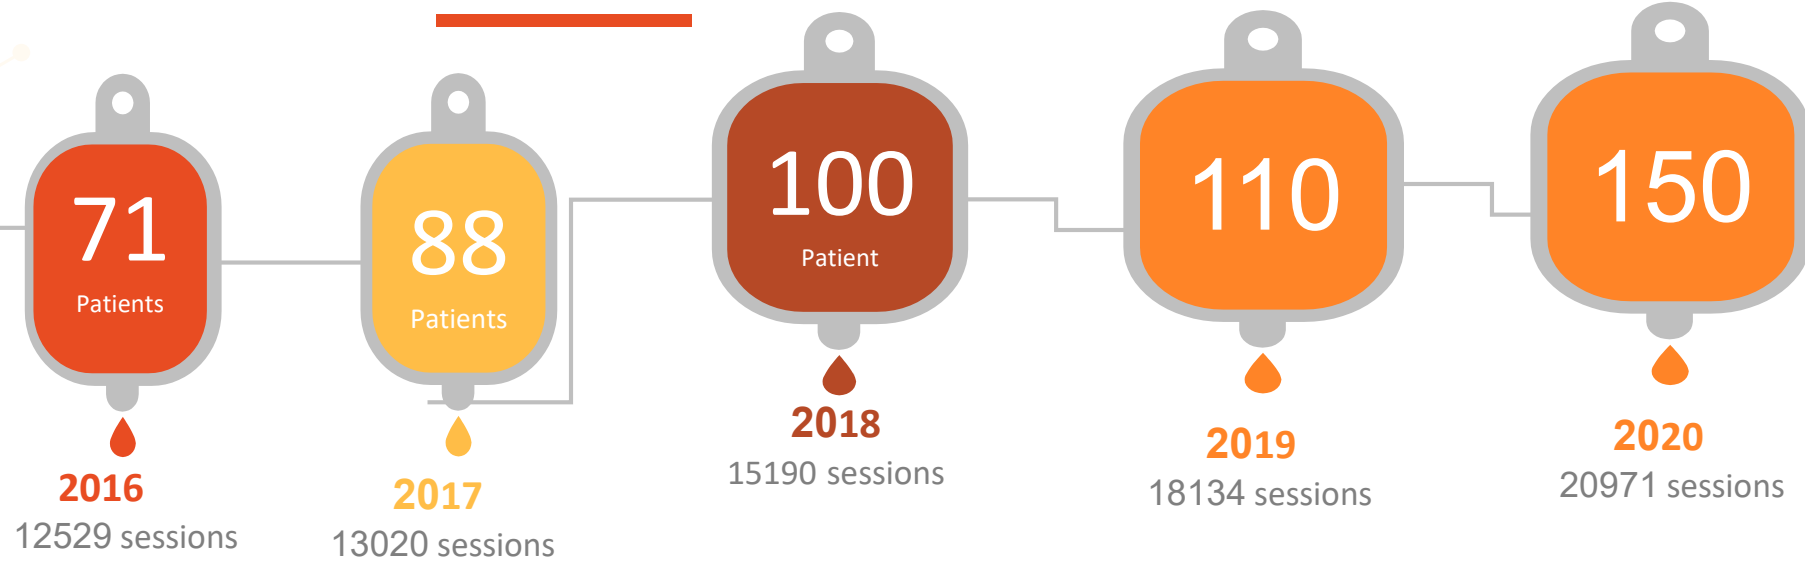 71
Patients
2016
12529 sessions
88
Patients
2017
13020 sessions
100
Patient
2018
15190 sessions
110
2019
18134 sessions
150
2020
20971 sessions